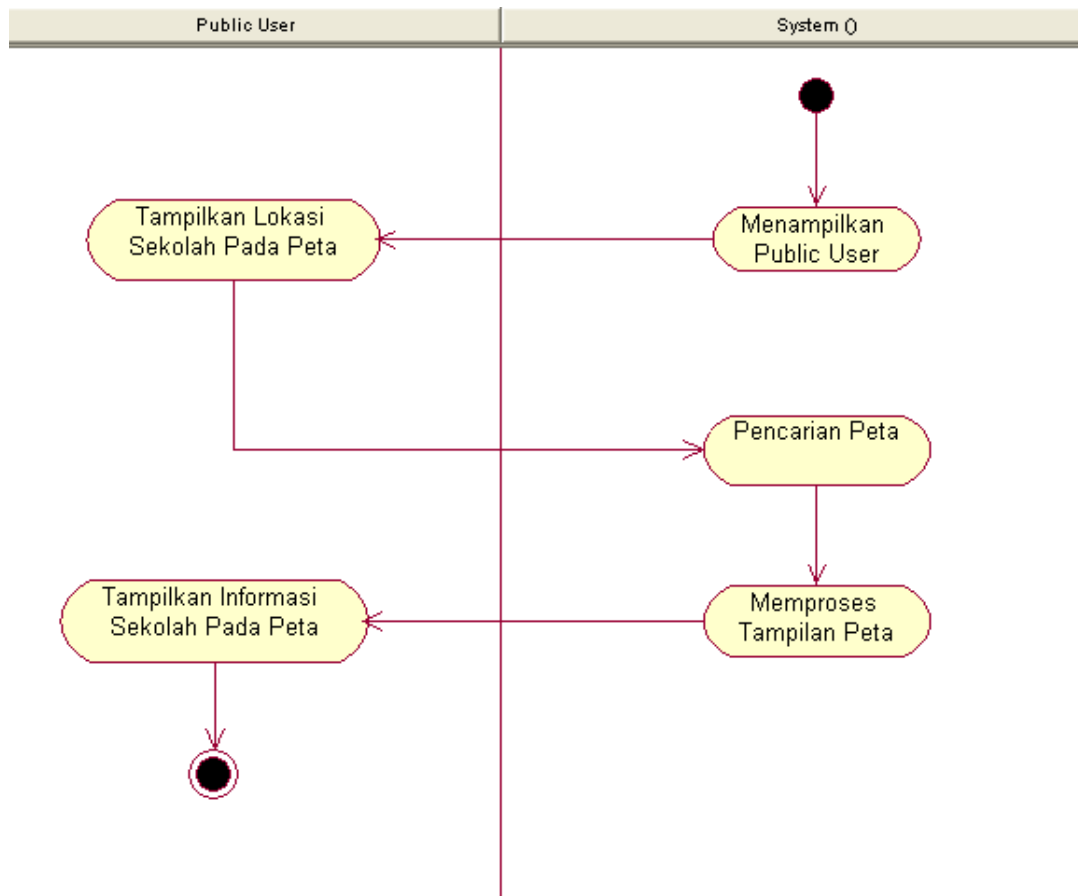 Public User
System ()
Tampilkan Lokasi
Sekolah Pada Peta
Menampilkan
Public User
Pencarian Peta
Tampilkan Informasi
Sekolah Pada Peta
Memproses
Tampilan Peta